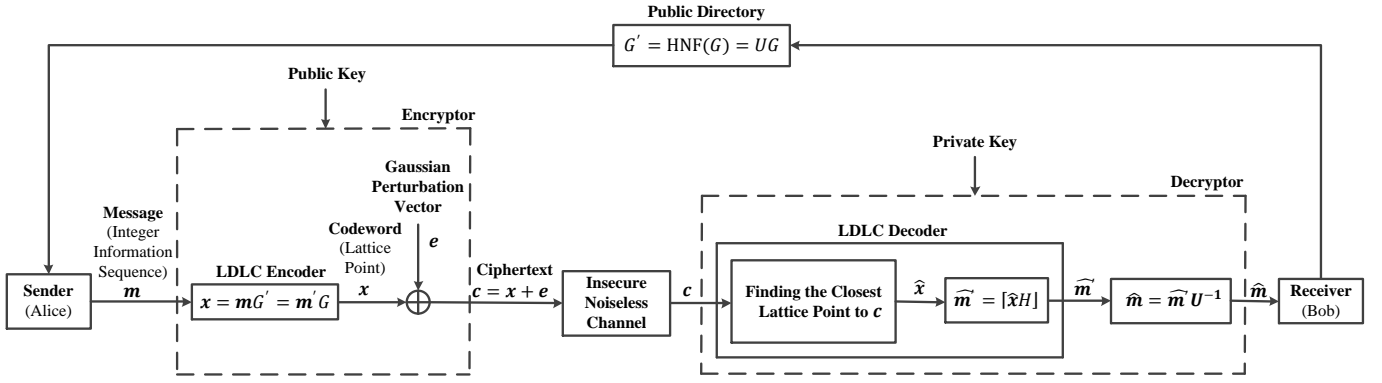 Public Directory
G′ = HNF(G) = UG
Public Key
Encryptor
Private Key
Decryptor
Gaussian
Perturbation
Vector
e
Message
(Integer
Information
Sequence)
m
Codeword
(Lattice
Point)
x
LDLC Encoder
x = mG′ = m′G
Ciphertext
c = x + e
Sender
(Alice)
Insecure
Noiseless
Channel
c
LDLC Decoder
Finding the Closest
Lattice Point to c
x̂
m̂′ = ⌈x̂H⌋
m̂′
m̂ = m̂′U⁻¹
m̂
Receiver
(Bob)